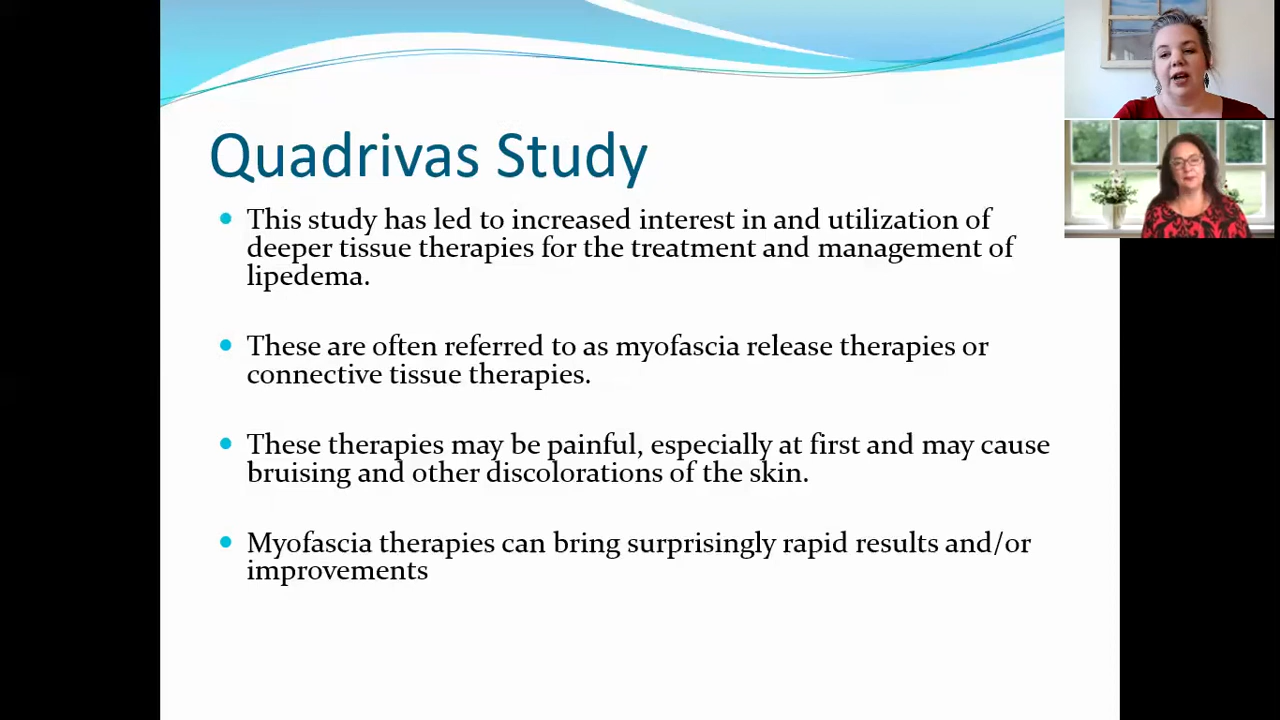 Quadrivas Study
This study has led to increased interest in and utilization of
deeper tissue therapies for the treatment and management of
lipedema.
These are often referred to as myofascia release therapies or
connective tissue therapies.
These therapies may be painful, especially at first and may cause
bruising and other discolorations of the skin.
Myofascia therapies can bring surprisingly rapid results and/or
improvements